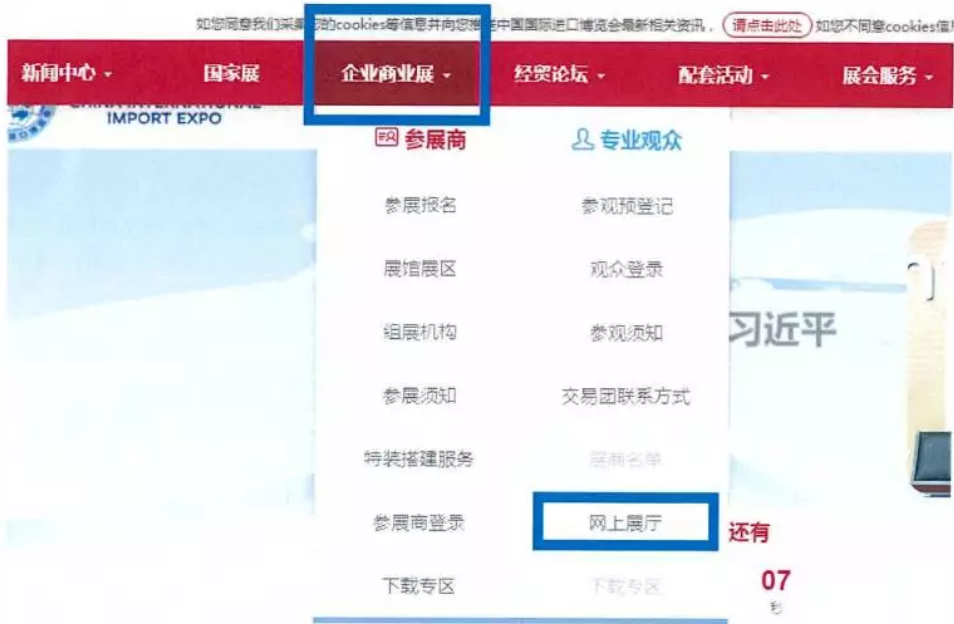 如您同意我们采集您的cookies等信息并向您推送中国国际进口博览会最新相关资讯，请点击此处 如您不同意cookies信
新闻中心
国家展
企业商业展
经贸论坛
配套活动
展会服务
IMPORT EXPO
参展商
专业观众
参展报名
参观预登记
展馆展区
观众登录
组展机构
参观须知
习近平
参展须知
交易团联系方式
特装搭建服务
展商名单
参展商登录
网上展厅
还有
下载专区
下载专区
07
秒